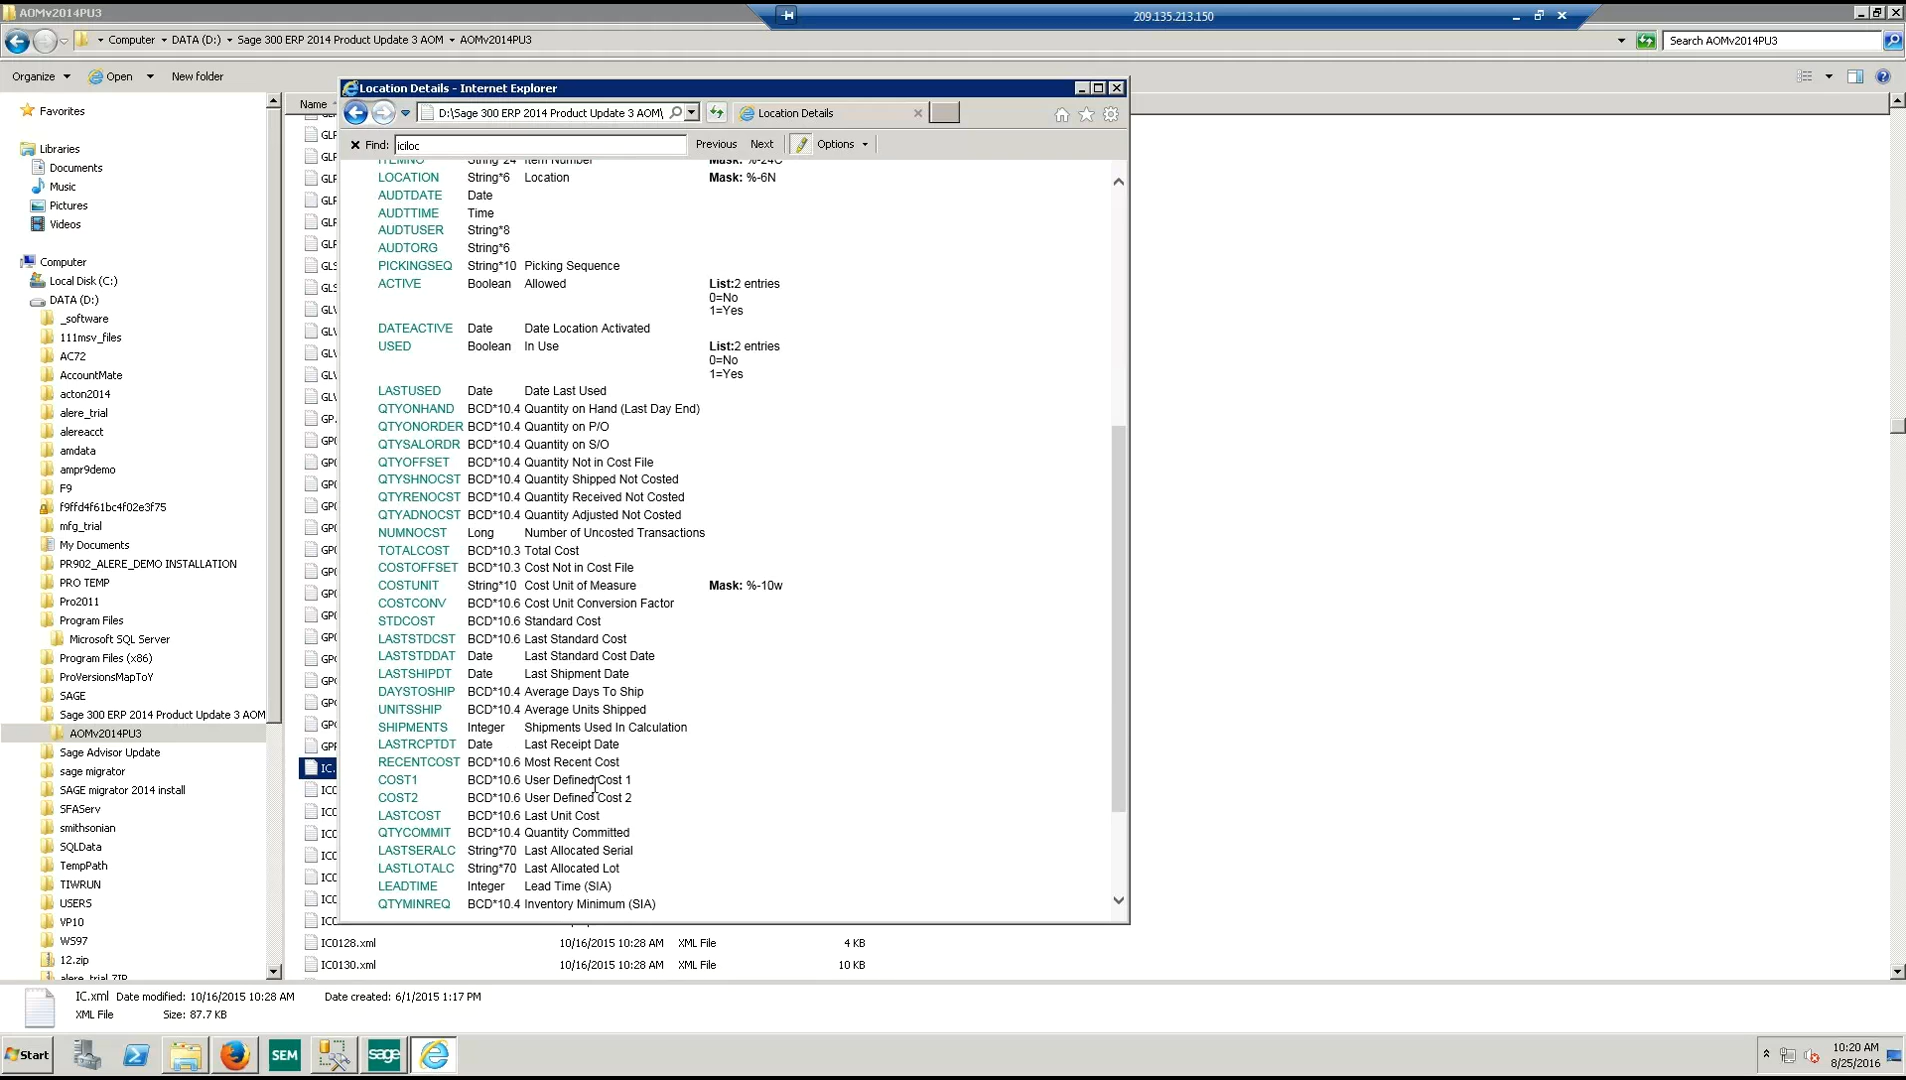 AOMv2014PU3
209.135.213.150
Computer DATA (D:) Sage 300 ERP 2014 Product Update 3 AOM AOMv2014PU3
Search AOMv2014PU3
Organize Open New folder
Location Details - Internet Explorer
D:\Sage 300 ERP 2014 Product Update 3 AOM\ Location Details
Find: iciloc Previous Next Options
Favorites
Libraries
Documents
Music
Pictures
Videos
Computer
Local Disk (C:)
DATA (D:)
_software
111msv_files
AC72
AccountMate
acton2014
alere_trial
alereacct
amdata
ampr9demo
F9
f9ffd4f61bc4f02e3f75
mfg_trial
My Documents
PR902_ALERE_DEMO INSTALLATION
PRO TEMP
Pro2011
Program Files
Microsoft SQL Server
Program Files (x86)
ProVersionsMapToY
SAGE
Sage 300 ERP 2014 Product Update 3 AOM
AOMv2014PU3
Sage Advisor Update
sage migrator
SAGE migrator 2014 install
SFAServ
smithsonian
SQLData
TempPath
TIWRUN
USERS
VP10
WS97
12.zip
alere_trial.ZIP
Name
ITEMNO String*24 Item Number Mask: %-24C
LOCATION String*6 Location Mask: %-6N
AUDTDATE Date
AUDTTIME Time
AUDTUSER String*8
AUDTORG String*6
PICKINGSEQ String*10 Picking Sequence
ACTIVE Boolean Allowed List:2 entries
0=No
1=Yes
DATEACTIVE Date Date Location Activated
USED Boolean In Use List:2 entries
0=No
1=Yes
LASTUSED Date Date Last Used
QTYONHAND BCD*10.4 Quantity on Hand (Last Day End)
QTYONORDER BCD*10.4 Quantity on P/O
QTYSALORDR BCD*10.4 Quantity on S/O
QTYOFFSET BCD*10.4 Quantity Not in Cost File
QTYSHNOCST BCD*10.4 Quantity Shipped Not Costed
QTYRENOCST BCD*10.4 Quantity Received Not Costed
QTYADNOCST BCD*10.4 Quantity Adjusted Not Costed
NUMNOCST Long Number of Uncosted Transactions
TOTALCOST BCD*10.3 Total Cost
COSTOFFSET BCD*10.3 Cost Not in Cost File
COSTUNIT String*10 Cost Unit of Measure Mask: %-10w
COSTCONV BCD*10.6 Cost Unit Conversion Factor
STDCOST BCD*10.6 Standard Cost
LASTSTDCST BCD*10.6 Last Standard Cost
LASTSTDDAT Date Last Standard Cost Date
LASTSHIPDT Date Last Shipment Date
DAYSTOSHIP BCD*10.4 Average Days To Ship
UNITSSHIP BCD*10.4 Average Units Shipped
SHIPMENTS Integer Shipments Used In Calculation
LASTRCPTDT Date Last Receipt Date
RECENTCOST BCD*10.6 Most Recent Cost
COST1 BCD*10.6 User Defined Cost 1
COST2 BCD*10.6 User Defined Cost 2
LASTCOST BCD*10.6 Last Unit Cost
QTYCOMMIT BCD*10.4 Quantity Committed
LASTSERALC String*70 Last Allocated Serial
LASTLOTALC String*70 Last Allocated Lot
LEADTIME Integer Lead Time (SIA)
QTYMINREQ BCD*10.4 Inventory Minimum (SIA)
IC0128.xml 10/16/2015 10:28 AM XML File 4 KB
IC0130.xml 10/16/2015 10:28 AM XML File 10 KB
IC.xml Date modified: 10/16/2015 10:28 AM Date created: 6/1/2015 1:17 PM
XML File Size: 87.7 KB
Start SEM sage
10:20 AM
8/25/2016